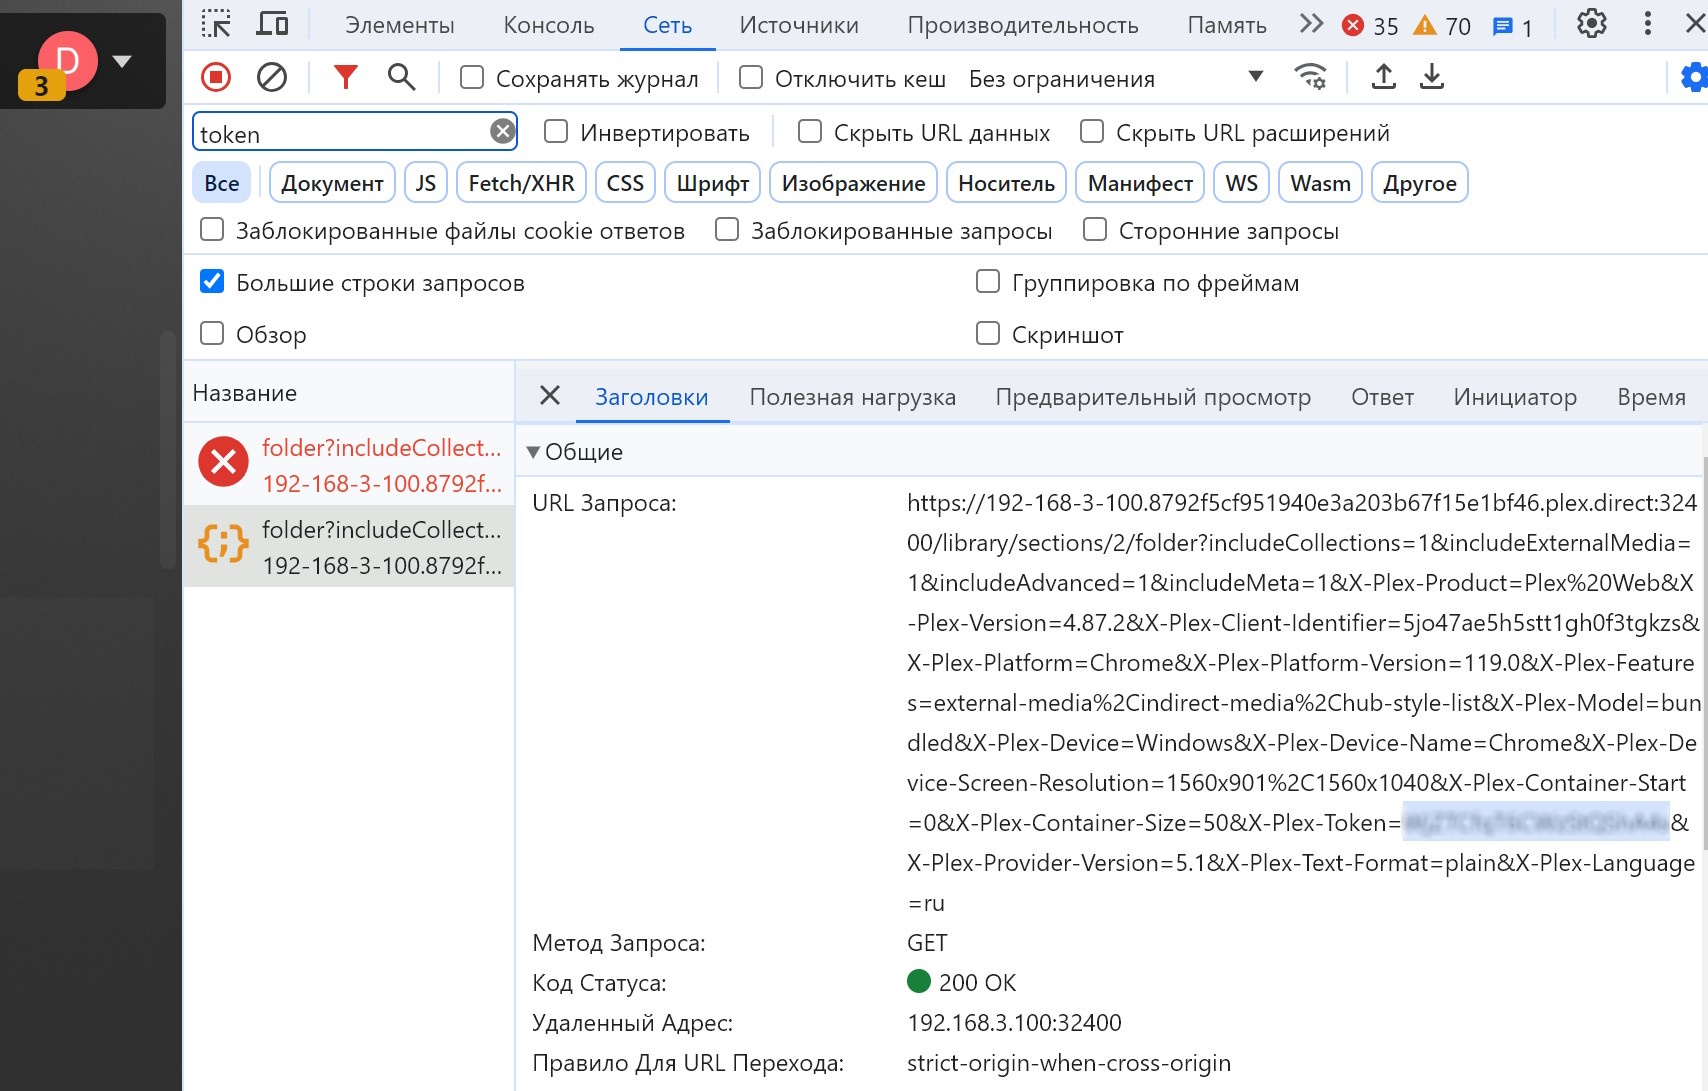 D
3
Элементы Консоль Сеть Источники Производительность Память 35 70 1
Сохранять журнал Отключить кеш Без ограничения
token Инвертировать Скрыть URL данных Скрыть URL расширений
Все Документ JS Fetch/XHR CSS Шрифт Изображение Носитель Манифест WS Wasm Другое
Заблокированные файлы cookie ответов Заблокированные запросы Сторонние запросы
Большие строки запросов Группировка по фреймам
Обзор Скриншот
Название
folder?includeCollect...
192-168-3-100.8792f...
folder?includeCollect...
192-168-3-100.8792f...
Заголовки Полезная нагрузка Предварительный просмотр Ответ Инициатор Время
Общие
URL Запроса: https://192-168-3-100.8792f5cf951940e3a203b67f15e1bf46.plex.direct:324
00/library/sections/2/folder?includeCollections=1&includeExternalMedia=
1&includeAdvanced=1&includeMeta=1&X-Plex-Product=Plex%20Web&X
-Plex-Version=4.87.2&X-Plex-Client-Identifier=5jo47ae5h5stt1gh0f3tgkzs&
X-Plex-Platform=Chrome&X-Plex-Platform-Version=119.0&X-Plex-Feature
s=external-media%2Cindirect-media%2Chub-style-list&X-Plex-Model=bun
dled&X-Plex-Device=Windows&X-Plex-Device-Name=Chrome&X-Plex-De
vice-Screen-Resolution=1560x901%2C1560x1040&X-Plex-Container-Start
=0&X-Plex-Container-Size=50&X-Plex-Token= &
X-Plex-Provider-Version=5.1&X-Plex-Text-Format=plain&X-Plex-Language
=ru
Метод Запроса: GET
Код Статуса: 200 OK
Удаленный Адрес: 192.168.3.100:32400
Правило Для URL Перехода: strict-origin-when-cross-origin